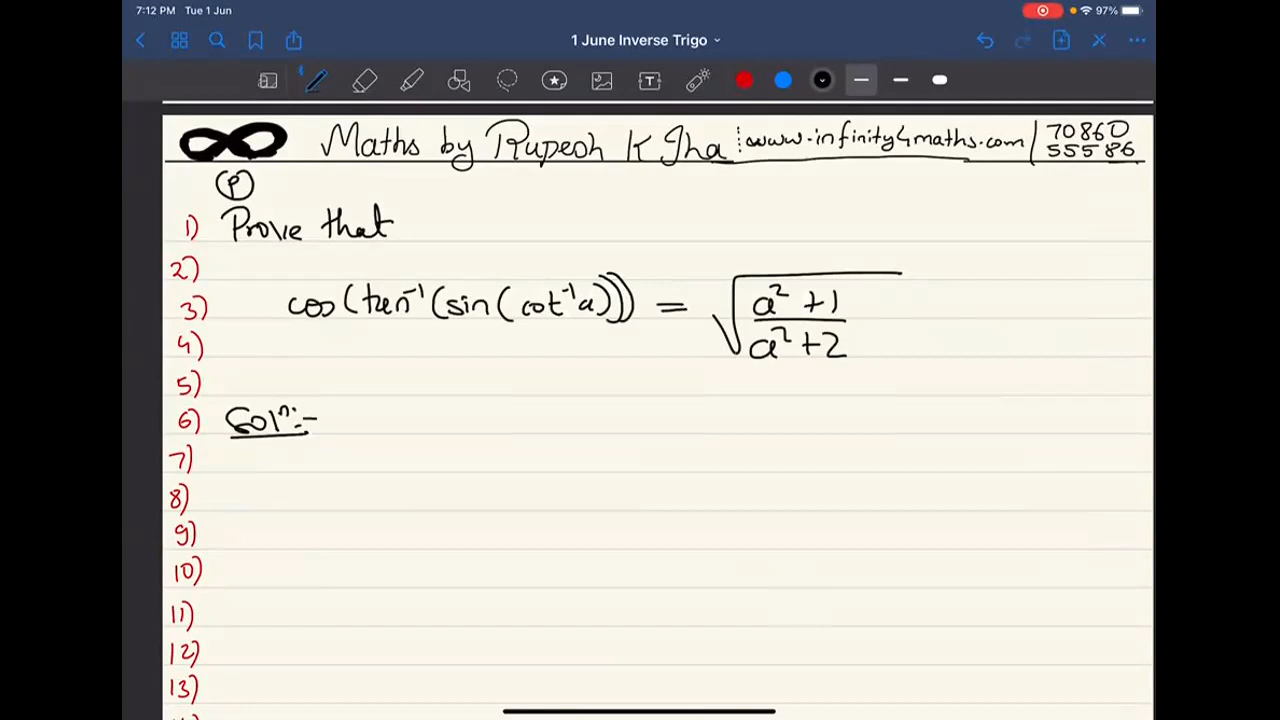 7:12 PM Tue 1 Jun 97%
1 June Inverse Trigo
T
∞ Maths by Rupesh K Jha www.infinity4maths.com / 70860 55586
(P)
1) Prove that
2)
3) cos(tan⁻¹(sin(cot⁻¹a))) = √((a²+1)/(a²+2))
4)
5)
6) Solⁿ:-
7)
8)
9)
10)
11)
12)
13)